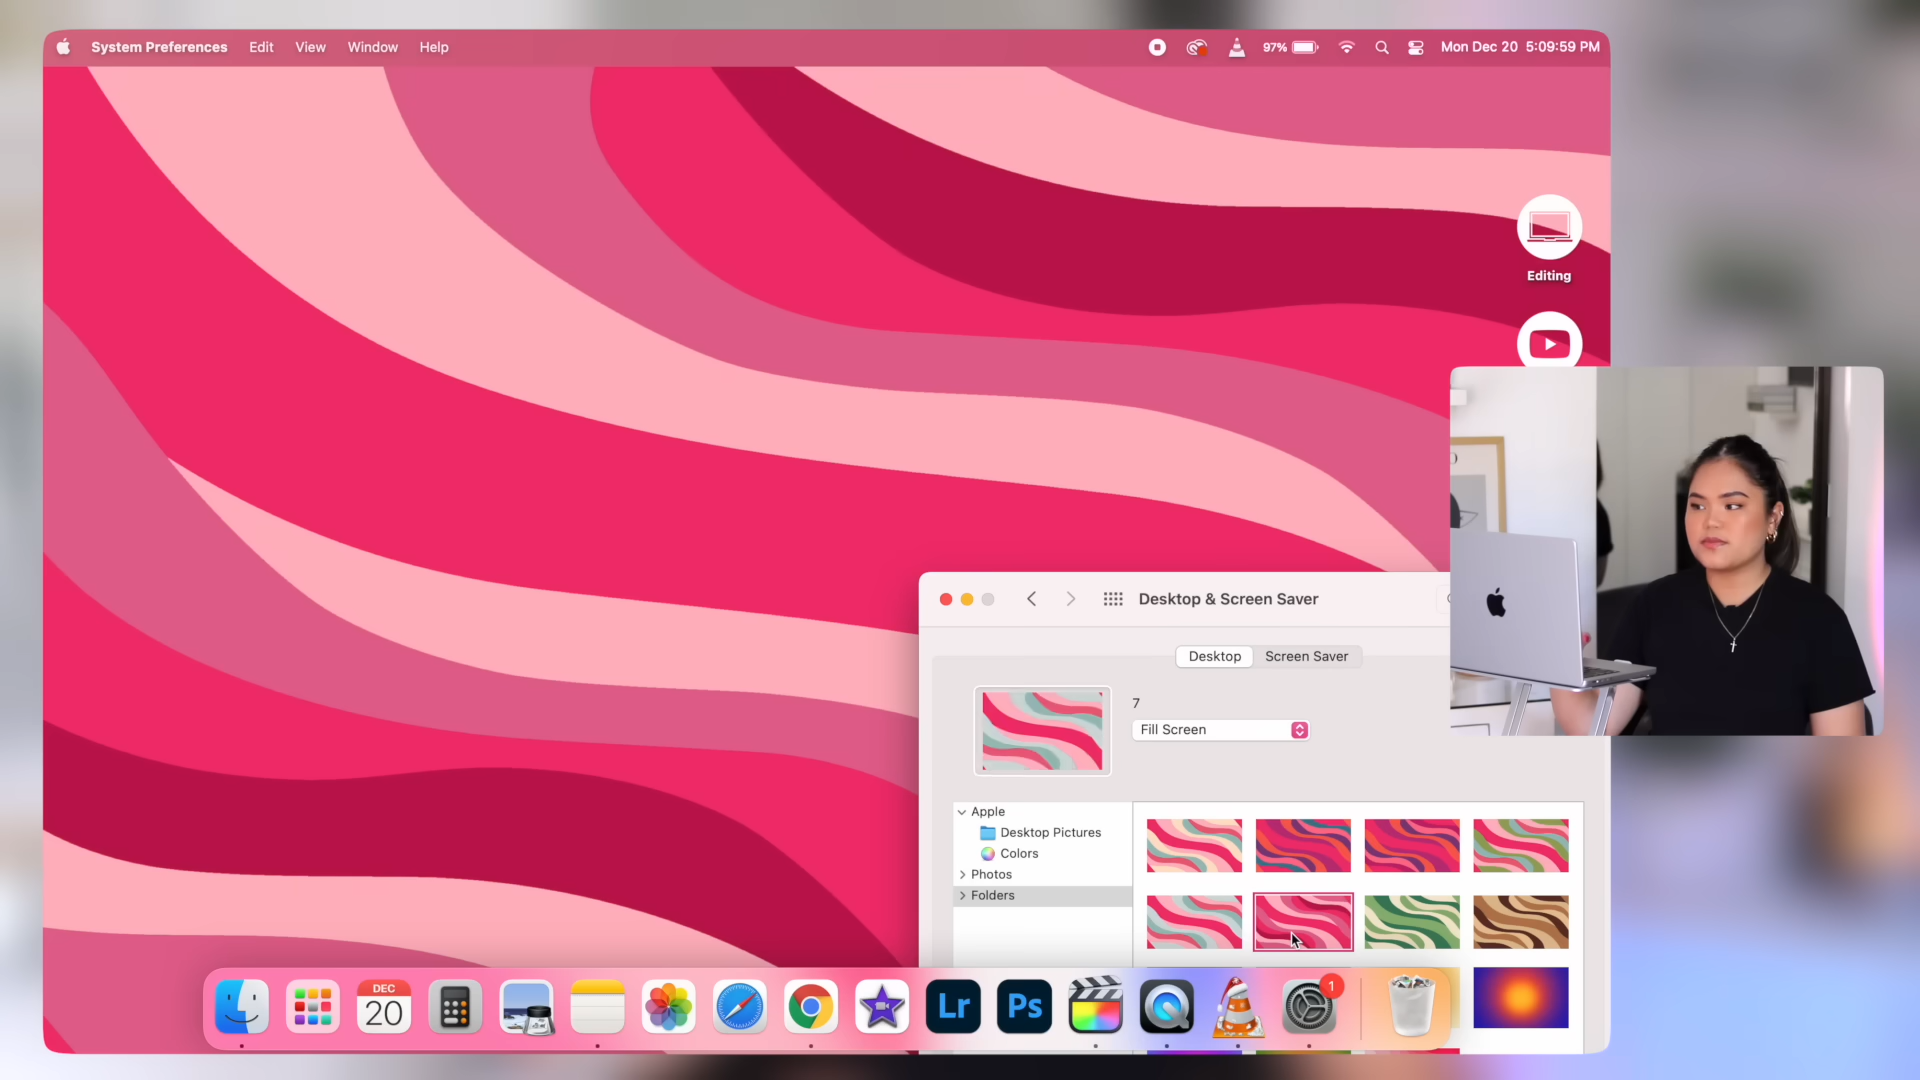 System Preferences Edit View Window Help 97% Mon Dec 20 5:09:59 PM
Editing
Desktop & Screen Saver
Desktop Screen Saver
7
Fill Screen
Apple
Desktop Pictures
Colors
Photos
Folders
DEC
20
Lr
Ps
1